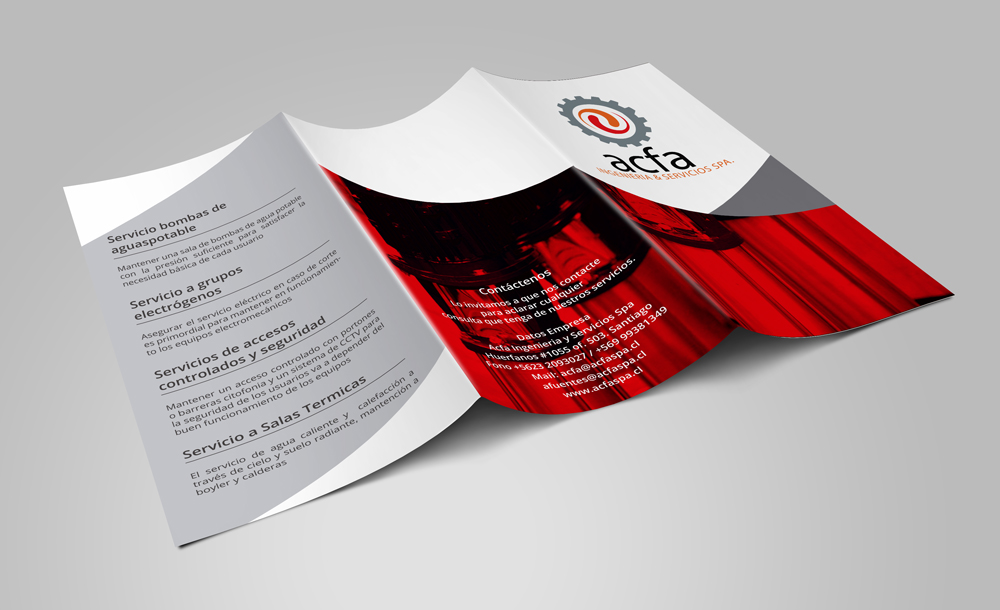 Servicio bombas de
aguaspotable
Mantener una sala de bombas de agua potable
con la presión suficiente para satisfacer la
necesidad básica de cada usuario
Servicio a grupos
electrógenos
Asegurar el servicio eléctrico en caso de corte
es primordial para mantener en funcionamien-
to los equipos electromecánicos
Servicios de accesos
controlados y seguridad
Mantener un acceso controlado con portones
o barreras citofonia y un sistema de CCTV para
la seguridad de los usuarios va a depender del
buen funcionamiento de los equipos
Servicio a Salas Termicas
El servicio de agua caliente y calefacción a
través de cielo y suelo radiante, mantención a
boyler y calderas
Contáctenos
Lo invitamos a que nos contacte
para aclarar cualquier
consulta que tenga de nuestros servicios.
Datos Empresa
Acfa Ingenieria y Servicios Spa
Huerfanos #1055 of. 503, Santiago
Fono +5623 2093027 / +569 99381349
Mail: acfa@acfaspa.cl
afuentes@acfaspa.cl
www.acfaspa.cl
acfa
INGENIERIA & SERVICIOS SPA.